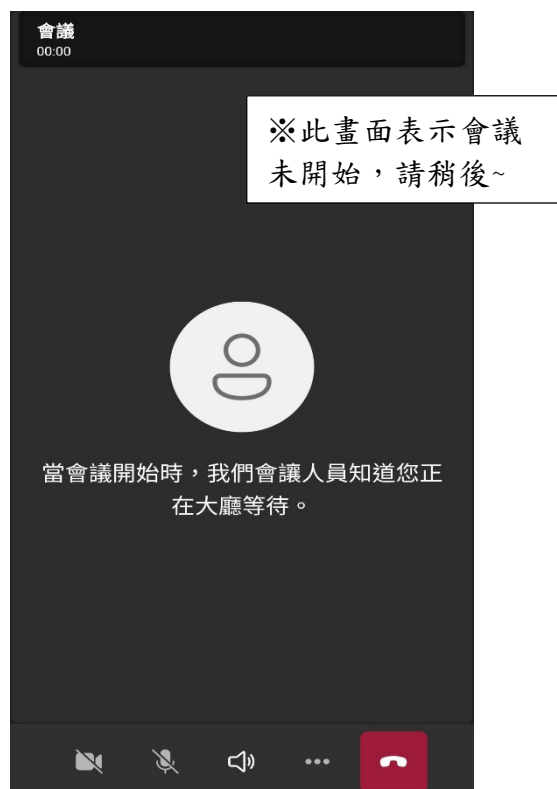 會議
00:00
※此畫面表示會議
未開始，請稍後~
當會議開始時，我們會讓人員知道您正
在大廳等待。